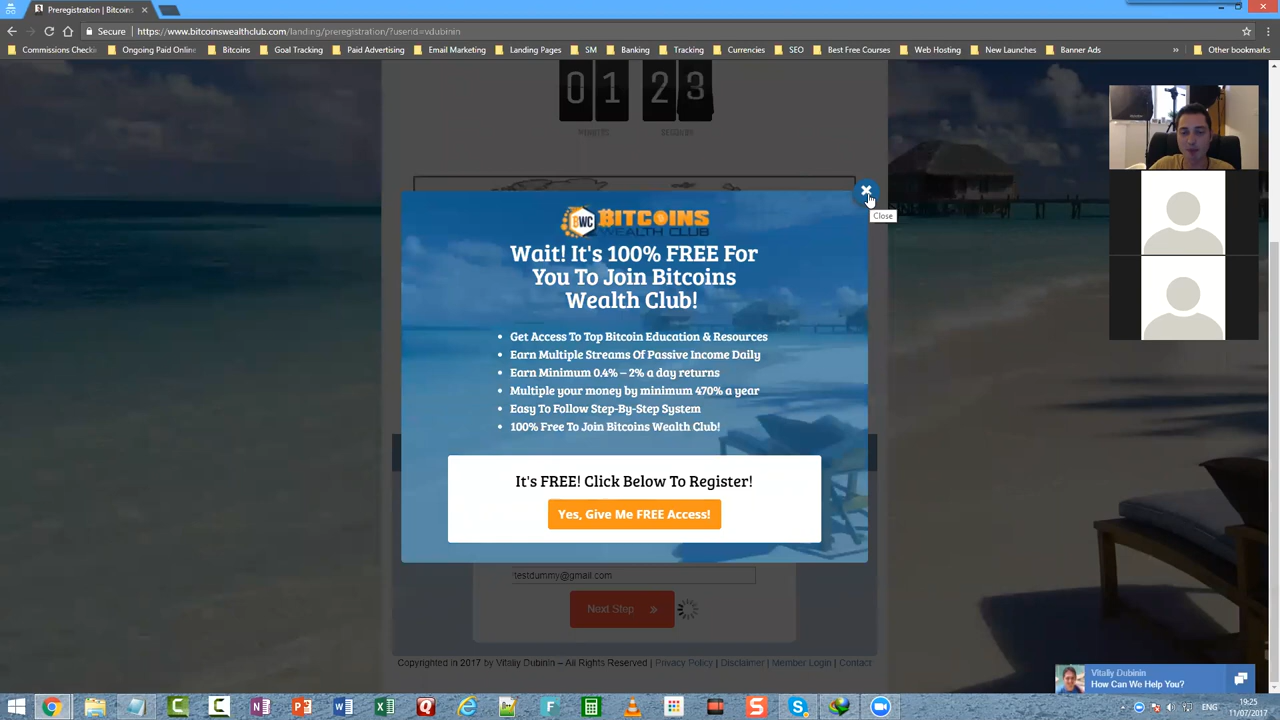 Preregistration | Bitcoins
Secure | https://www.bitcoinswealthclub.com/landing/preregistration/?userid=vdubinin
Commissions Checkin Ongoing Paid Online Bitcoins Goal Tracking Paid Advertising Email Marketing Landing Pages SM Banking Tracking Currencies SEO Best Free Courses Web Hosting New Launches Banner Ads » Other bookmarks
01 23
MINUTES SECONDS
Close
BWC BITCOINS
WEALTH CLUB
Wait! It's 100% FREE For
You To Join Bitcoins
Wealth Club!
• Get Access To Top Bitcoin Education & Resources
• Earn Multiple Streams Of Passive Income Daily
• Earn Minimum 0.4% – 2% a day returns
• Multiple your money by minimum 470% a year
• Easy To Follow Step-By-Step System
• 100% Free To Join Bitcoins Wealth Club!
It's FREE! Click Below To Register!
Yes, Give Me FREE Access!
testdummy@gmail.com
Next Step »
Copyrighted in 2017 by Vitaliy Dubinin – All Rights Reserved | Privacy Policy | Disclaimer | Member Login | Contact
Vitaliy Dubinin
How Can We Help You?
ENG
19:25
11/07/2017